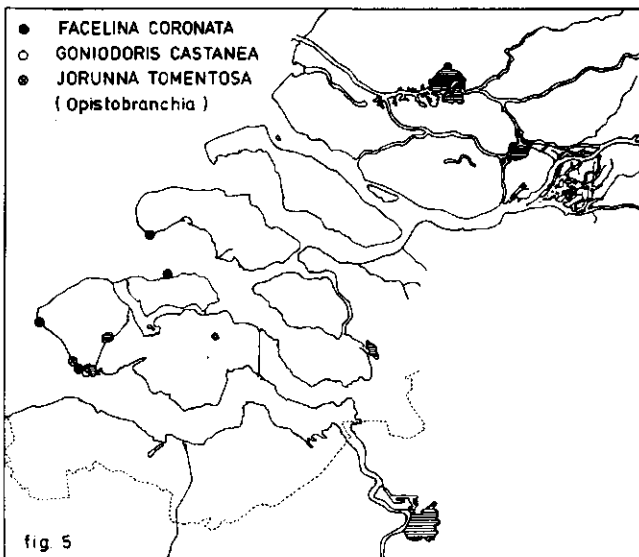 FACELINA CORONATA
GONIODORIS CASTANEA
JORUNNA TOMENTOSA
(Opistobranchia)
fig. 5